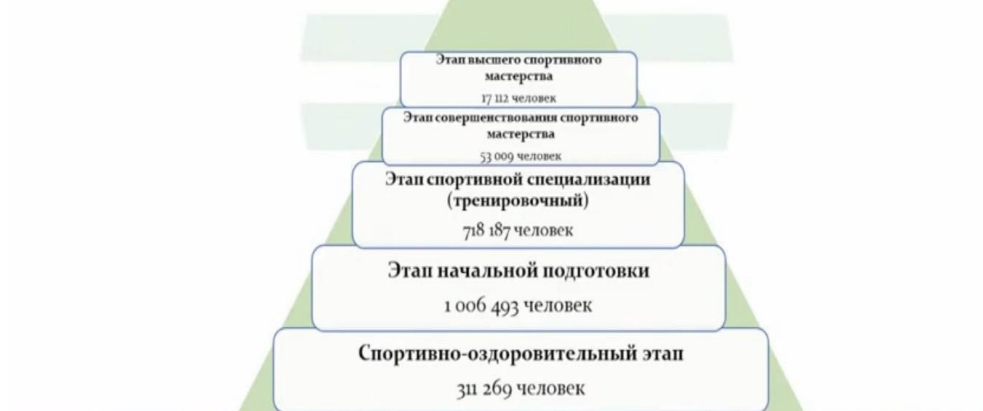 Этап высшего спортивного
мастерства
17 112 человек
Этап совершенствования спортивного
мастерства
53 009 человек
Этап спортивной специализации
(тренировочный)
718 187 человек
Этап начальной подготовки
1 006 493 человек
Спортивно-оздоровительный этап
311 269 человек